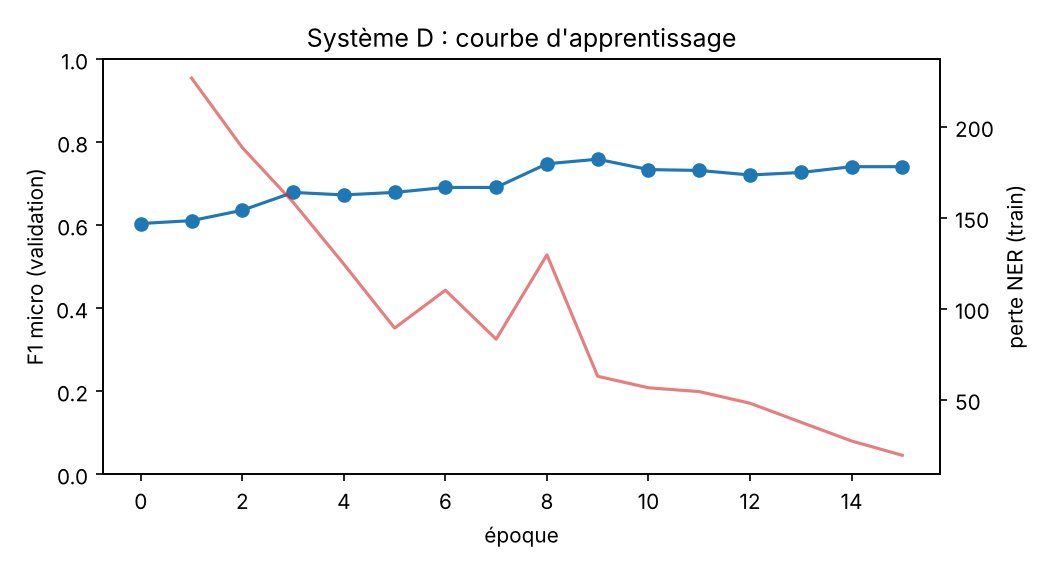 Système D : courbe d'apprentissage
1.0
0.8
0.6
0.4
0.2
0.0
F1 micro (validation)
200
150
100
50
perte NER (train)
0 2 4 6 8 10 12 14
époque